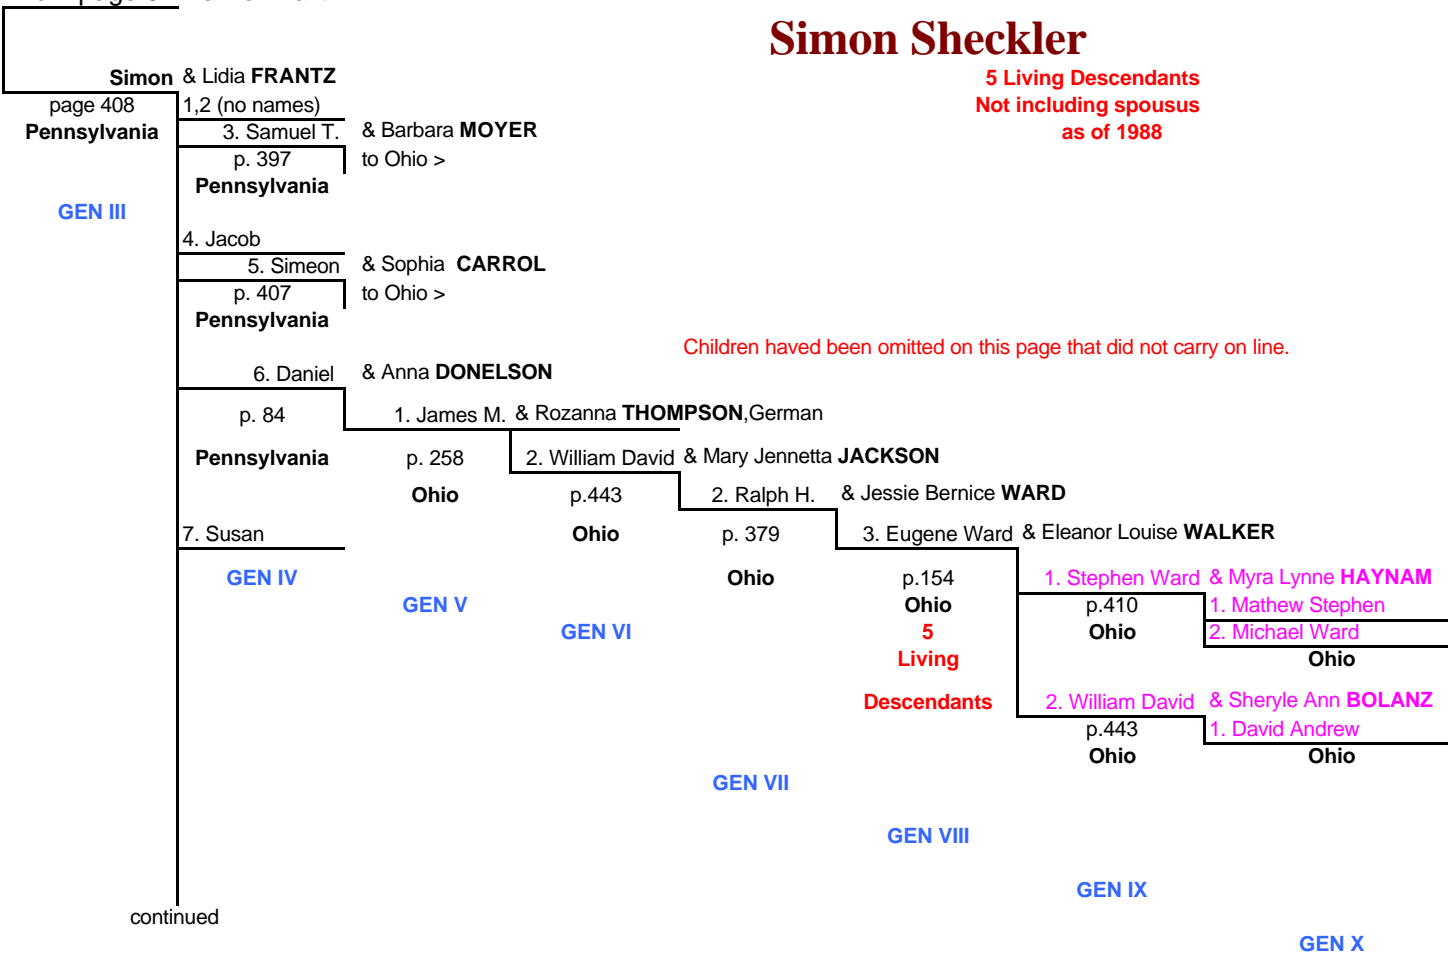 Simon Sheckler
Simon & Lidia FRANTZ
5 Living Descendants
page 408
1,2 (no names)
Not including spousus
Pennsylvania
3. Samuel T. & Barbara MOYER
as of 1988
p. 397
to Ohio >
Pennsylvania
GEN III
4. Jacob
5. Simeon & Sophia CARROL
p. 407
to Ohio >
Pennsylvania
Children haved been omitted on this page that did not carry on line.
6. Daniel & Anna DONELSON
p. 84
1. James M. & Rozanna THOMPSON,German
Pennsylvania
p. 258
2. William David & Mary Jennetta JACKSON
Ohio
p.443
2. Ralph H. & Jessie Bernice WARD
7. Susan
Ohio
p. 379
3. Eugene Ward & Eleanor Louise WALKER
GEN IV
Ohio
p.154
1. Stephen Ward & Myra Lynne HAYNAM
GEN V
Ohio
p.410
1. Mathew Stephen
GEN VI
5
Ohio
2. Michael Ward
Living
Ohio
Descendants
2. William David & Sheryle Ann BOLANZ
p.443
1. David Andrew
Ohio
Ohio
GEN VII
GEN VIII
GEN IX
continued
GEN X